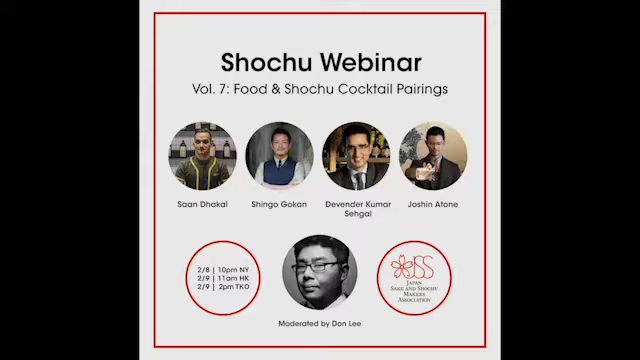 Shochu Webinar
Vol. 7: Food & Shochu Cocktail Pairings
Saan Dhakal
Shingo Gokan
Devender Kumar
Sehgal
Joshin Atone
2/8 | 10pm NY
2/9 | 11am HK
2/9 | 2pm TKO
JSS
JAPAN
SAKE AND SHOCHU
MAKERS
ASSOCIATION
Moderated by Don Lee